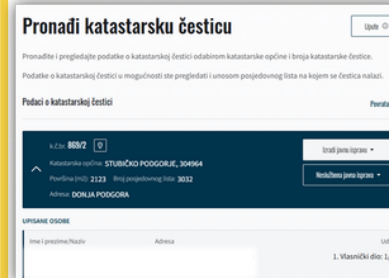 Pronađi katastarsku česticu
Upute
Pronađite i pregledajte podatke o katastarskoj čestici odabirom katastarske općine i broja katastarske čestice.
Podatke o katastarskoj čestici u mogućnosti ste pregledati i unosom posjedovnog lista na kojem se čestica nalazi.
Podaci o katastarskoj čestici
k.č.br. 869/2
Katastarska općina: STUBIČKO PODGORJE, 304964
Površina (m2): 2123 Broj posjedovnog lista: 3032
Adresa: DONJA PODGORA
Izradi javnu ispravu
Neslužbena javna isprava
UPISANE OSOBE
Ime i prezime/Naziv Adresa
1. Vlasnički dio: